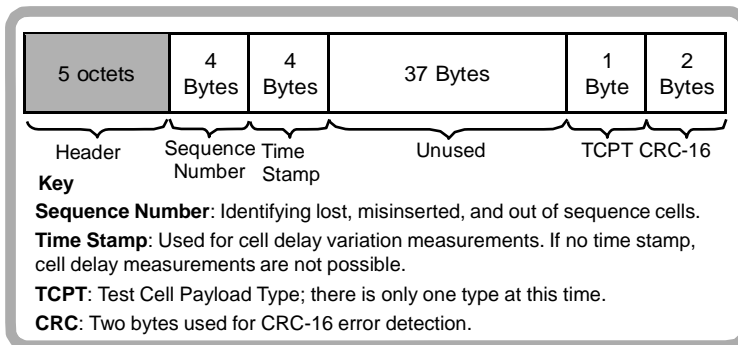 5 octets
4
Bytes
4
Bytes
37 Bytes
1
Byte
2
Bytes
Header
Sequence
Number
Time
Stamp
Unused
TCPT CRC-16
Key
Sequence Number: Identifying lost, misinserted, and out of sequence cells.
Time Stamp: Used for cell delay variation measurements. If no time stamp,
cell delay measurements are not possible.
TCPT: Test Cell Payload Type; there is only one type at this time.
CRC: Two bytes used for CRC-16 error detection.